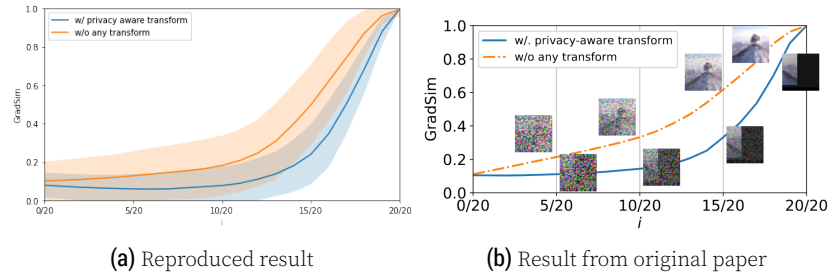 w/ privacy aware transform
w/o any transform
1.0
0.8
0.6
0.4
0.2
0.0
GradSim
0/20
5/20
10/20
15/20
20/20
i
(a) Reproduced result
w/. privacy-aware transform
w/o any transform
1.0
0.8
0.6
0.4
0.2
0.0
GradSim
0/20
5/20
10/20
15/20
20/20
i
(b) Result from original paper